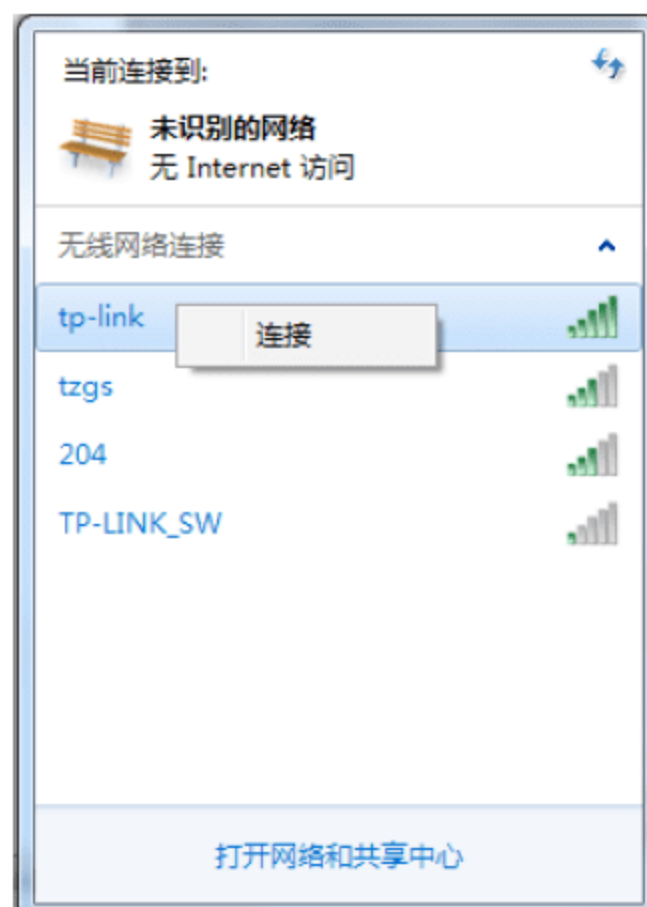 当前连接到:
未识别的网络
无 Internet 访问
无线网络连接
tp-link
连接
tzgs
204
TP-LINK_SW
打开网络和共享中心